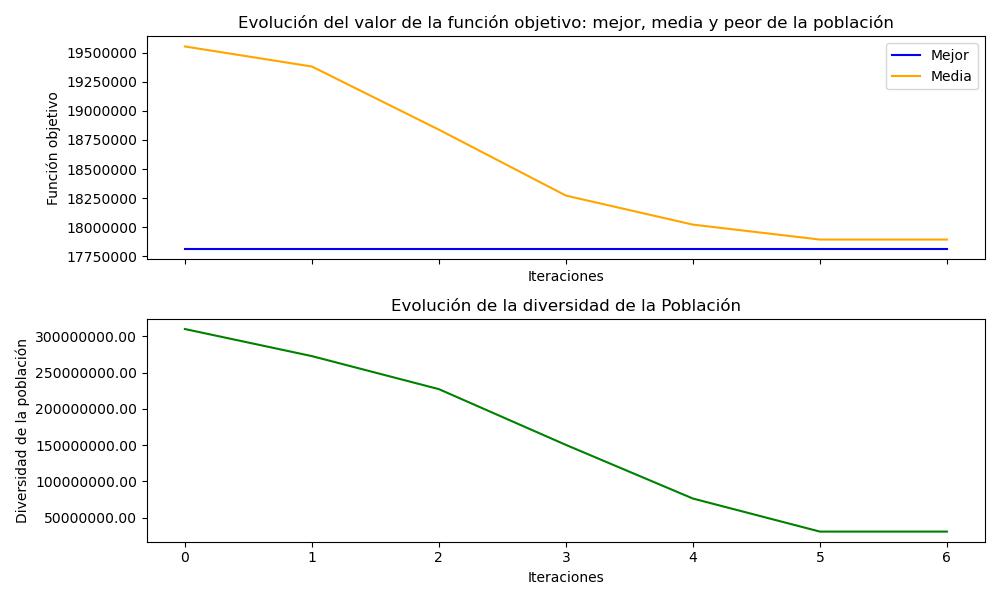 Evolución del valor de la función objetivo: mejor, media y peor de la población
19500000
19250000
19000000
18750000
18500000
18250000
18000000
17750000
Función objetivo
Mejor
Media
Iteraciones
Evolución de la diversidad de la Población
300000000.00
250000000.00
200000000.00
150000000.00
100000000.00
50000000.00
Diversidad de la población
0 1 2 3 4 5 6
Iteraciones